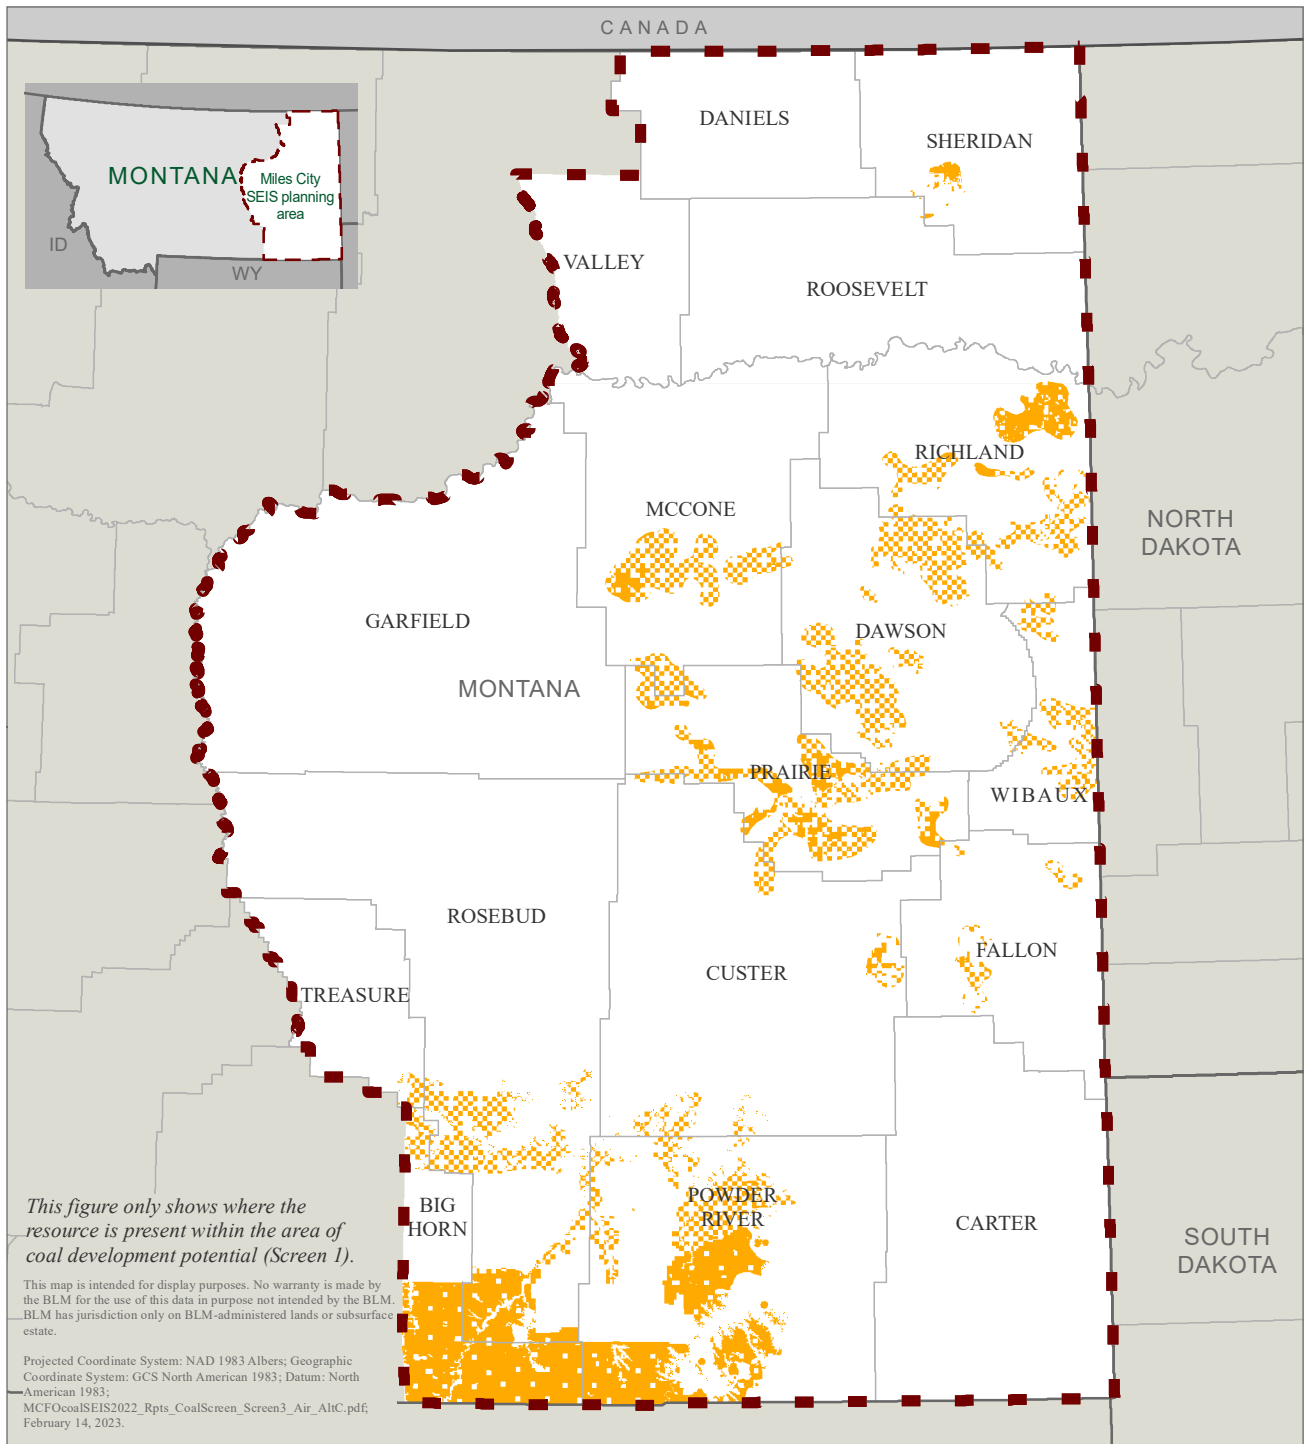 CANADA
DANIELS
SHERIDAN
MONTANA
Miles City
SEIS planning
area
ID
WY
VALLEY
ROOSEVELT
RICHLAND
MCCONE
NORTH
DAKOTA
GARFIELD
DAWSON
MONTANA
PRAIRIE
WIBAUX
ROSEBUD
FALLON
CUSTER
TREASURE
POWDER
RIVER
BIG
HORN
CARTER
SOUTH
DAKOTA
This figure only shows where the
resource is present within the area of
coal development potential (Screen 1).
This map is intended for display purposes. No warranty is made by
the BLM for the use of this data in purpose not intended by the BLM.
BLM has jurisdiction only on BLM-administered lands or subsurface
estate.
Projected Coordinate System: NAD 1983 Albers; Geographic
Coordinate System: GCS North American 1983; Datum: North
American 1983;
MCFOcoalSEIS2022_Rpts_CoalScreen_Screen3_Air_AltC.pdf;
February 14, 2023.